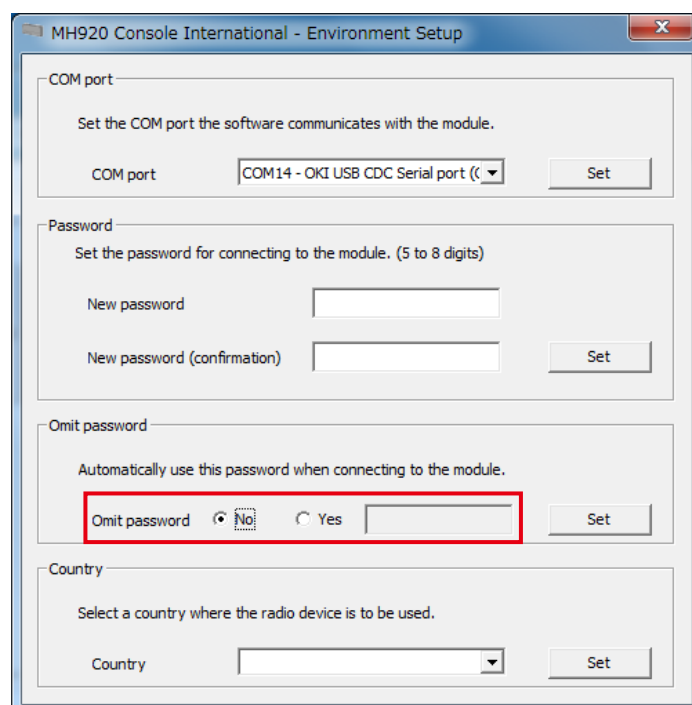 MH920 Console International - Environment Setup
COM port
Set the COM port the software communicates with the module.
COM port COM14 - OKI USB CDC Serial port (( Set
Password
Set the password for connecting to the module. (5 to 8 digits)
New password
New password (confirmation) Set
Omit password
Automatically use this password when connecting to the module.
Omit password No Yes Set
Country
Select a country where the radio device is to be used.
Country Set